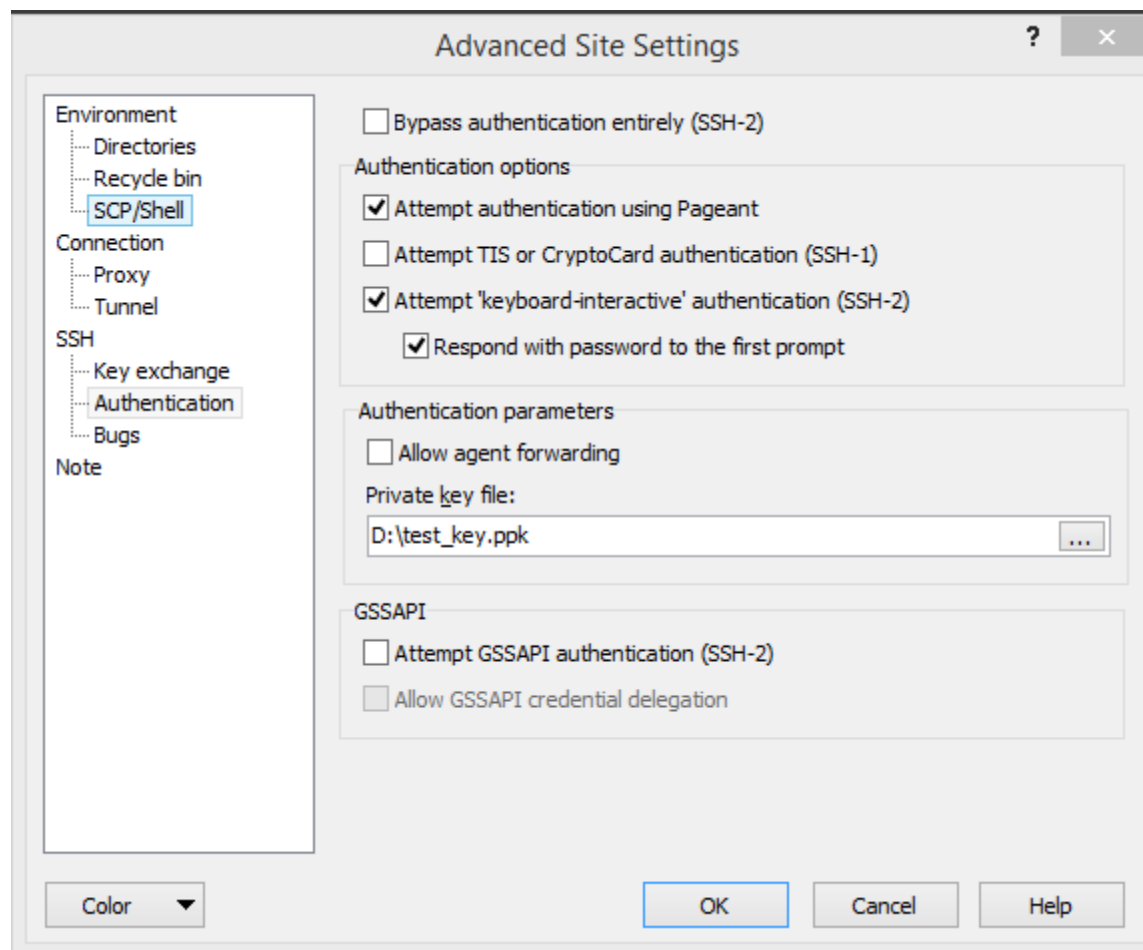 Advanced Site Settings
?
×
Environment
Directories
Recycle bin
SCP/Shell
Connection
Proxy
Tunnel
SSH
Key exchange
Authentication
Bugs
Note
Bypass authentication entirely (SSH-2)
Authentication options
Attempt authentication using Pageant
Attempt TIS or CryptoCard authentication (SSH-1)
Attempt 'keyboard-interactive' authentication (SSH-2)
Respond with password to the first prompt
Authentication parameters
Allow agent forwarding
Private key file:
D:\test_key.ppk
...
GSSAPI
Attempt GSSAPI authentication (SSH-2)
Allow GSSAPI credential delegation
Color
OK
Cancel
Help